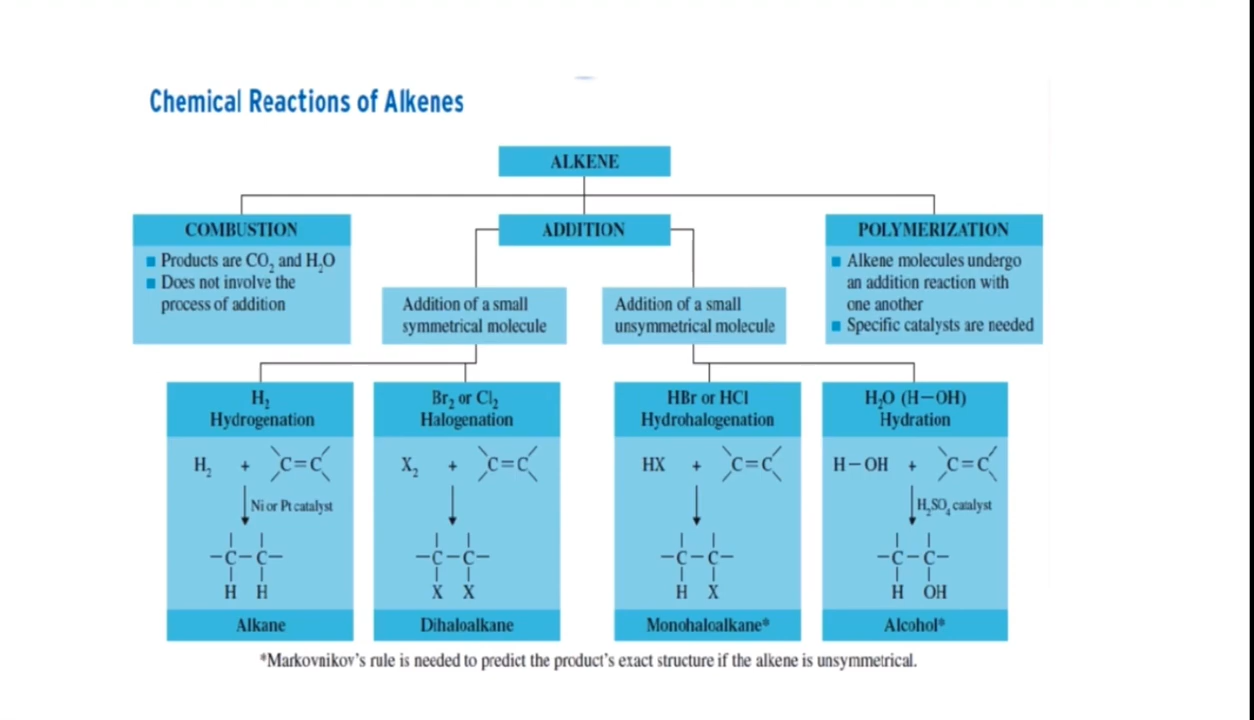 Chemical Reactions of Alkenes
ALKENE
COMBUSTION
■ Products are CO₂ and H₂O
■ Does not involve the
process of addition
ADDITION
Addition of a small
symmetrical molecule
Addition of a small
unsymmetrical molecule
POLYMERIZATION
■ Alkene molecules undergo
an addition reaction with
one another
■ Specific catalysts are needed
H₂
Hydrogenation
H₂ + C=C
Ni or Pt catalyst
–C–C–
H H
Alkane
Br₂ or Cl₂
Halogenation
X₂ + C=C
–C–C–
X X
Dihaloalkane
HBr or HCl
Hydrohalogenation
HX + C=C
–C–C–
H X
Monohaloalkane*
H₂O (H–OH)
Hydration
H–OH + C=C
H₂SO₄ catalyst
–C–C–
H OH
Alcohol*
*Markovnikov's rule is needed to predict the product's exact structure if the alkene is unsymmetrical.